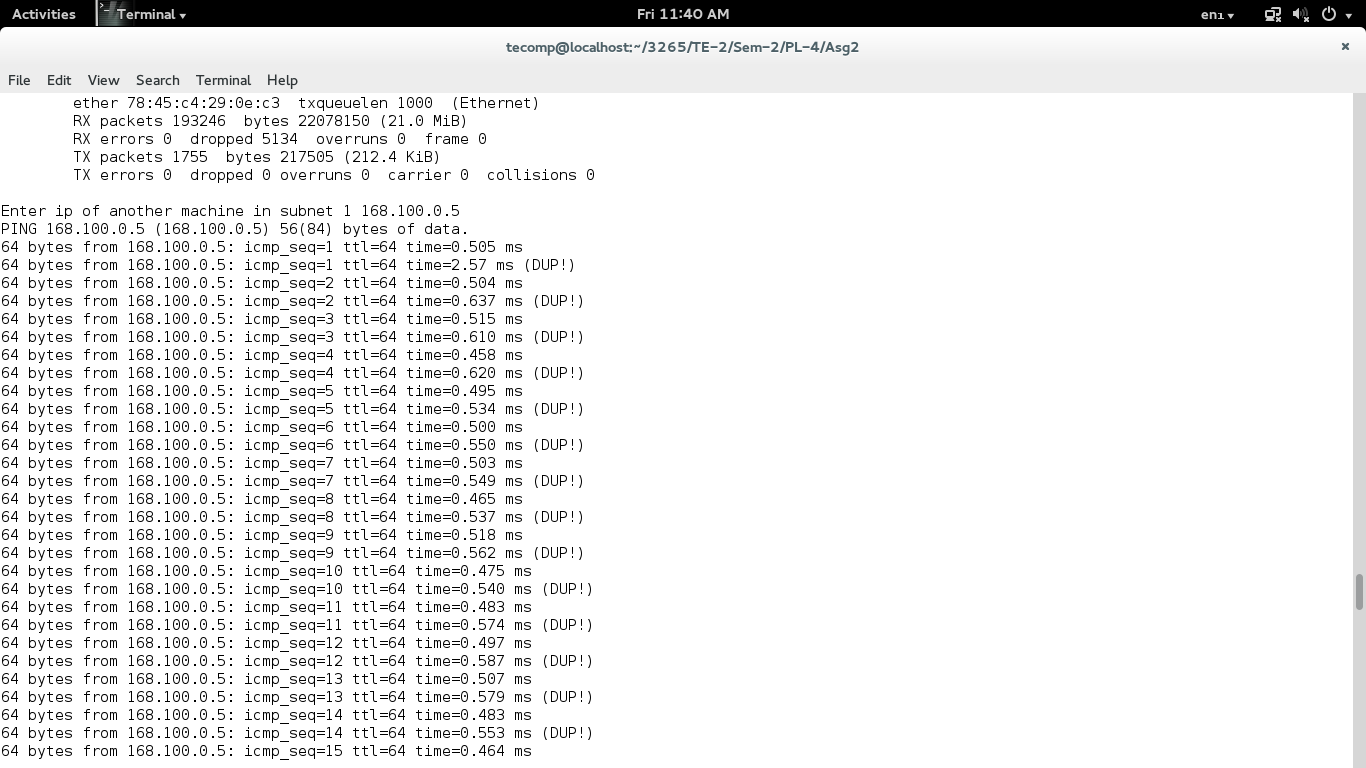 Activities Terminal Fri 11:40 AM en1
tecomp@localhost:~/3265/TE-2/Sem-2/PL-4/Asg2 ×
File Edit View Search Terminal Help
        ether 78:45:c4:29:0e:c3  txqueuelen 1000  (Ethernet)
        RX packets 193246  bytes 22078150 (21.0 MiB)
        RX errors 0  dropped 5134  overruns 0  frame 0
        TX packets 1755  bytes 217505 (212.4 KiB)
        TX errors 0  dropped 0 overruns 0  carrier 0  collisions 0

Enter ip of another machine in subnet 1 168.100.0.5
PING 168.100.0.5 (168.100.0.5) 56(84) bytes of data.
64 bytes from 168.100.0.5: icmp_seq=1 ttl=64 time=0.505 ms
64 bytes from 168.100.0.5: icmp_seq=1 ttl=64 time=2.57 ms (DUP!)
64 bytes from 168.100.0.5: icmp_seq=2 ttl=64 time=0.504 ms
64 bytes from 168.100.0.5: icmp_seq=2 ttl=64 time=0.637 ms (DUP!)
64 bytes from 168.100.0.5: icmp_seq=3 ttl=64 time=0.515 ms
64 bytes from 168.100.0.5: icmp_seq=3 ttl=64 time=0.610 ms (DUP!)
64 bytes from 168.100.0.5: icmp_seq=4 ttl=64 time=0.458 ms
64 bytes from 168.100.0.5: icmp_seq=4 ttl=64 time=0.620 ms (DUP!)
64 bytes from 168.100.0.5: icmp_seq=5 ttl=64 time=0.495 ms
64 bytes from 168.100.0.5: icmp_seq=5 ttl=64 time=0.534 ms (DUP!)
64 bytes from 168.100.0.5: icmp_seq=6 ttl=64 time=0.500 ms
64 bytes from 168.100.0.5: icmp_seq=6 ttl=64 time=0.550 ms (DUP!)
64 bytes from 168.100.0.5: icmp_seq=7 ttl=64 time=0.503 ms
64 bytes from 168.100.0.5: icmp_seq=7 ttl=64 time=0.549 ms (DUP!)
64 bytes from 168.100.0.5: icmp_seq=8 ttl=64 time=0.465 ms
64 bytes from 168.100.0.5: icmp_seq=8 ttl=64 time=0.537 ms (DUP!)
64 bytes from 168.100.0.5: icmp_seq=9 ttl=64 time=0.518 ms
64 bytes from 168.100.0.5: icmp_seq=9 ttl=64 time=0.562 ms (DUP!)
64 bytes from 168.100.0.5: icmp_seq=10 ttl=64 time=0.475 ms
64 bytes from 168.100.0.5: icmp_seq=10 ttl=64 time=0.540 ms (DUP!)
64 bytes from 168.100.0.5: icmp_seq=11 ttl=64 time=0.483 ms
64 bytes from 168.100.0.5: icmp_seq=11 ttl=64 time=0.574 ms (DUP!)
64 bytes from 168.100.0.5: icmp_seq=12 ttl=64 time=0.497 ms
64 bytes from 168.100.0.5: icmp_seq=12 ttl=64 time=0.587 ms (DUP!)
64 bytes from 168.100.0.5: icmp_seq=13 ttl=64 time=0.507 ms
64 bytes from 168.100.0.5: icmp_seq=13 ttl=64 time=0.579 ms (DUP!)
64 bytes from 168.100.0.5: icmp_seq=14 ttl=64 time=0.483 ms
64 bytes from 168.100.0.5: icmp_seq=14 ttl=64 time=0.553 ms (DUP!)
64 bytes from 168.100.0.5: icmp_seq=15 ttl=64 time=0.464 ms